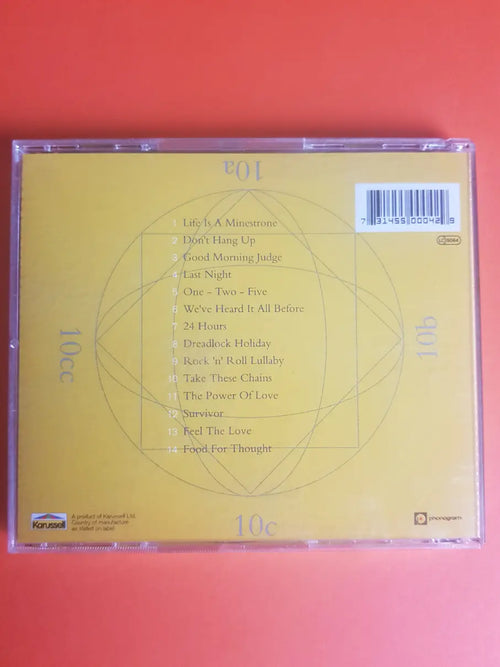 10a
7 31455 00042 9
LC 5064
1 Life Is A Minestrone
2 Don't Hang Up
3 Good Morning Judge
4 Last Night
5 One - Two - Five
6 We've Heard It All Before
7 24 Hours
8 Dreadlock Holiday
9 Rock 'n' Roll Lullaby
10 Take These Chains
11 The Power Of Love
12 Survivor
13 Feel The Love
14 Food For Thought
10cc
10b
10c
Karussell
A product of Karussell Ltd.
Country of manufacture
as stated on label
phonogram